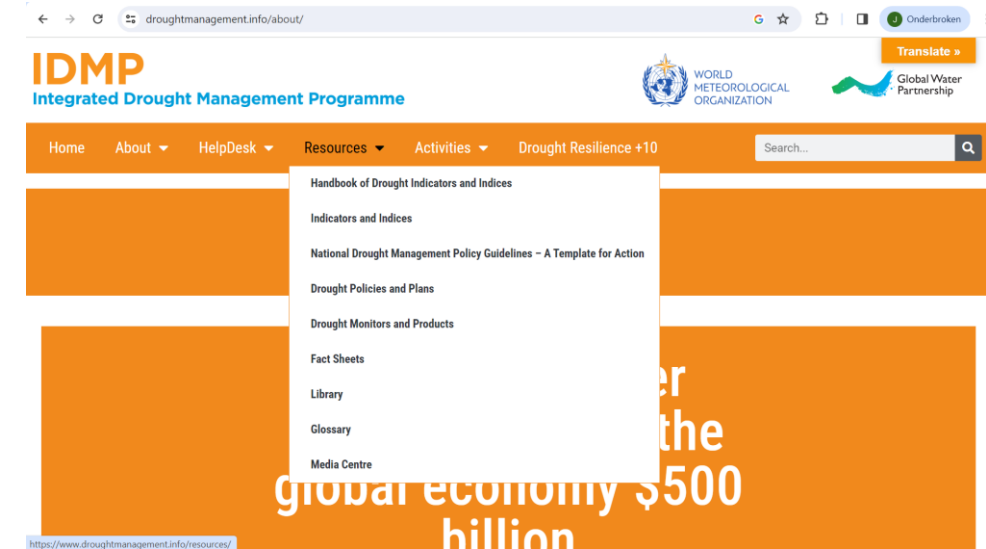 droughtmanagement.info/about/
Onderbroken
Translate »
IDMP
Integrated Drought Management Programme
WORLD
METEOROLOGICAL
ORGANIZATION
Global Water
Partnership
Home About HelpDesk Resources Activities Drought Resilience +10
Search...
Handbook of Drought Indicators and Indices
Indicators and Indices
National Drought Management Policy Guidelines – A Template for Action
Drought Policies and Plans
Drought Monitors and Products
Fact Sheets
Library
Glossary
Media Centre
the
global economy $500
billion
https://www.droughtmanagement.info/resources/